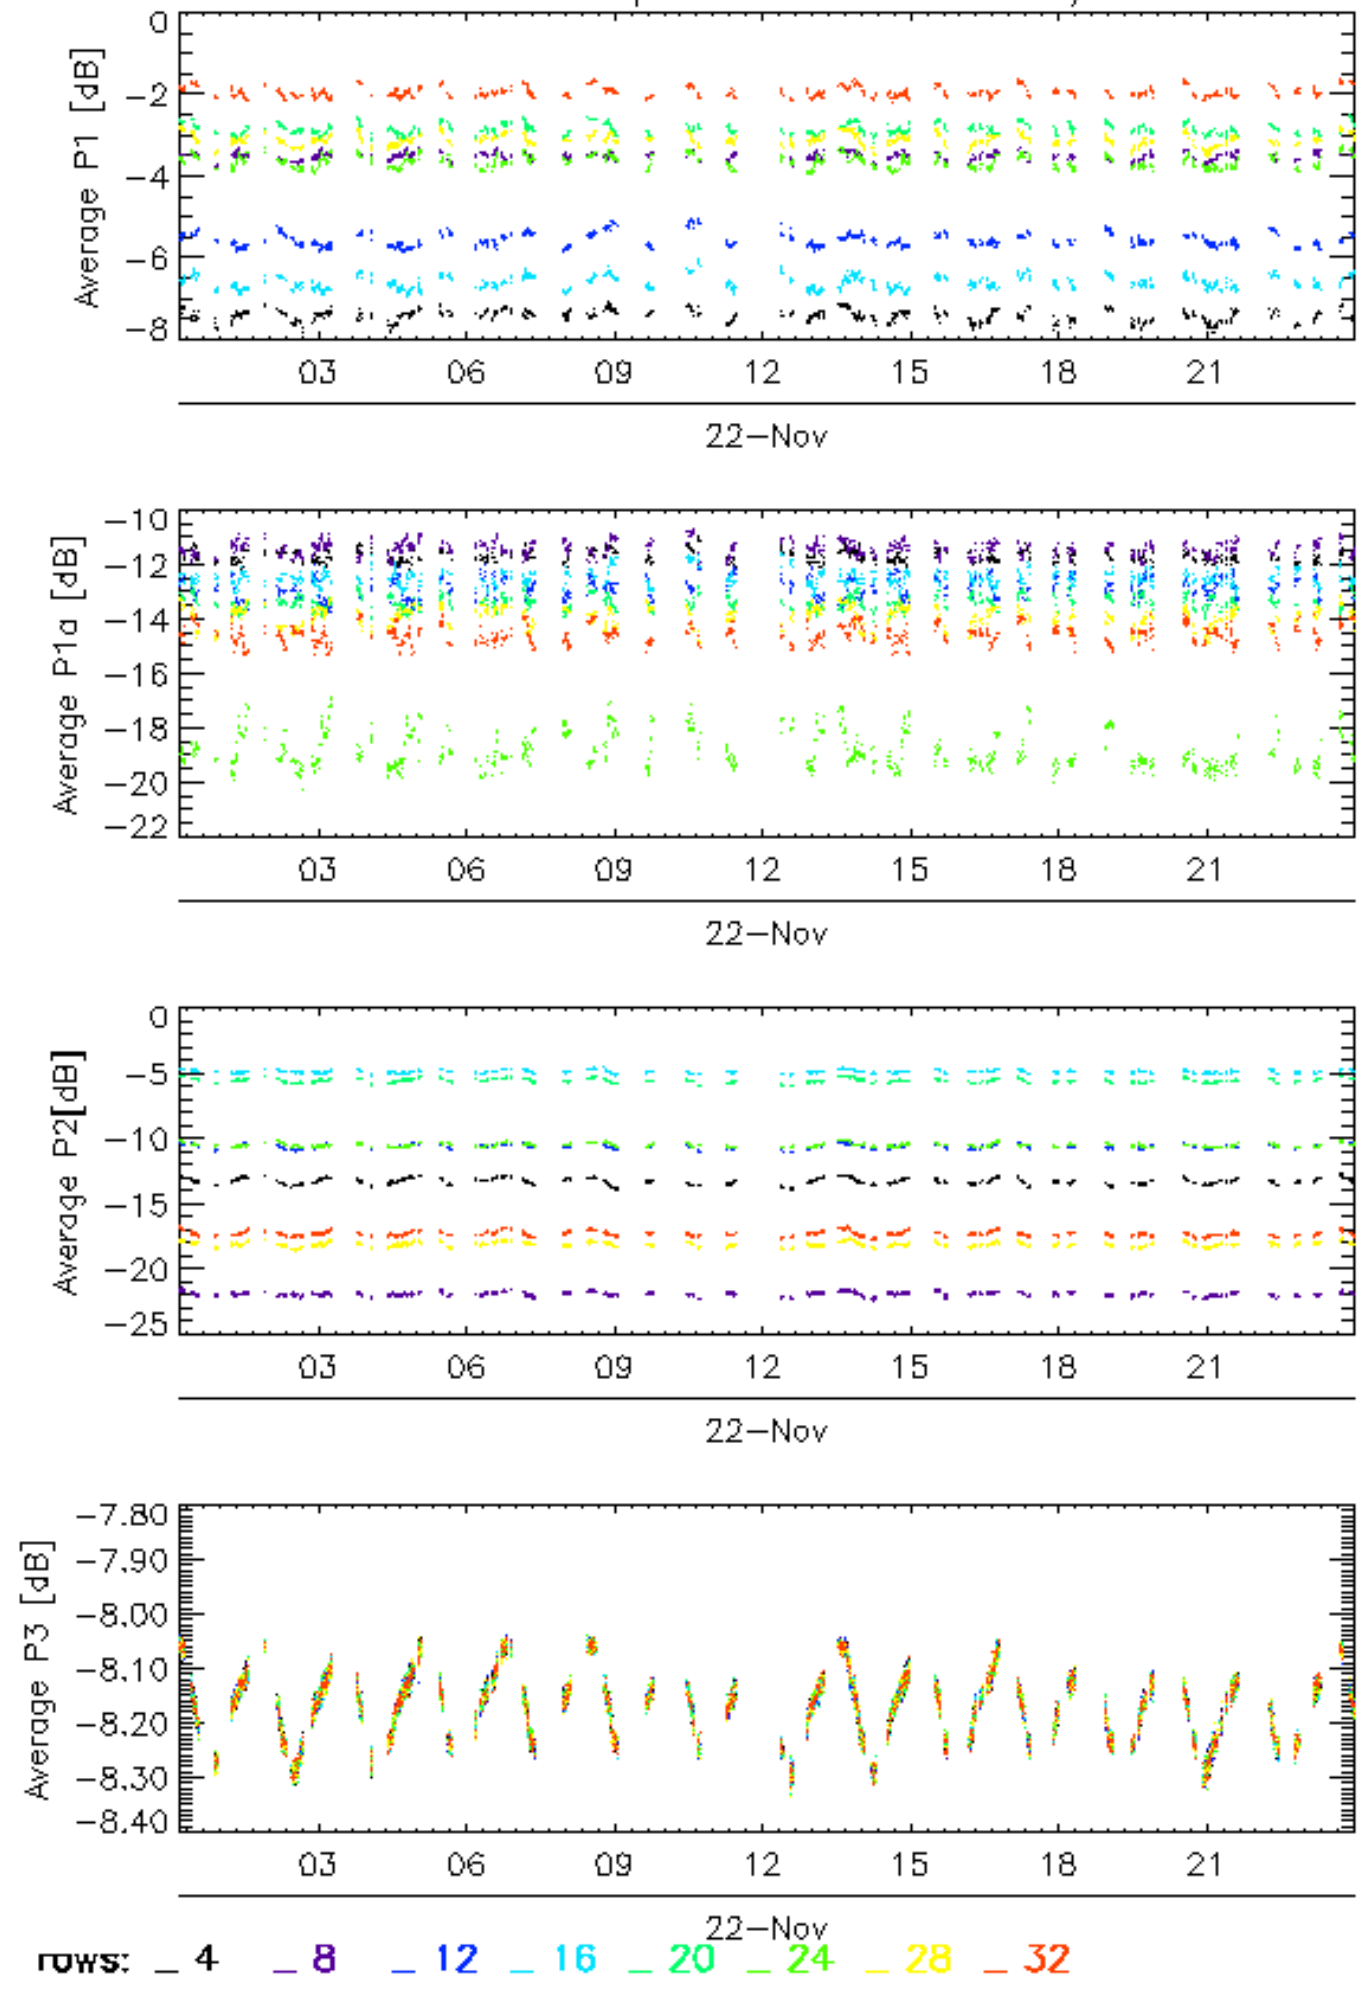 0
Average P1 [dB]
−2
−4
−6
−8
03 06 09 12 15 18 21
22−Nov
−10
Average P1a [dB]
−12
−14
−16
−18
−20
−22
03 06 09 12 15 18 21
22−Nov
0
Average P2[dB]
−5
−10
−15
−20
−25
03 06 09 12 15 18 21
22−Nov
−7.80
Average P3 [dB]
−7.90
−8.00
−8.10
−8.20
−8.30
−8.40
03 06 09 12 15 18 21
22−Nov
rows: _ 4 _ 8 _ 12 _ 16 _ 20 _ 24 _ 28 _ 32